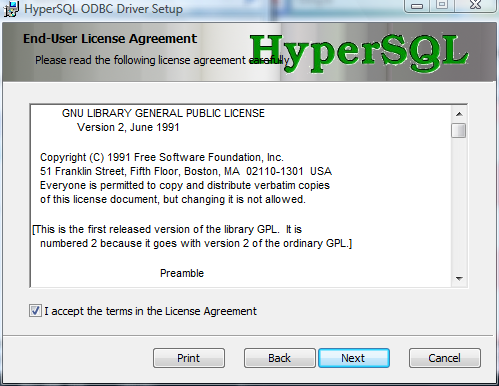 HyperSQL ODBC Driver Setup
End-User License Agreement
Please read the following license agreement carefully
HyperSQL
GNU LIBRARY GENERAL PUBLIC LICENSE
Version 2, June 1991
Copyright (C) 1991 Free Software Foundation, Inc.
51 Franklin Street, Fifth Floor, Boston, MA  02110-1301  USA
Everyone is permitted to copy and distribute verbatim copies
of this license document, but changing it is not allowed.
[This is the first released version of the library GPL.  It is
numbered 2 because it goes with version 2 of the ordinary GPL.]
Preamble
I accept the terms in the License Agreement
Print
Back
Next
Cancel